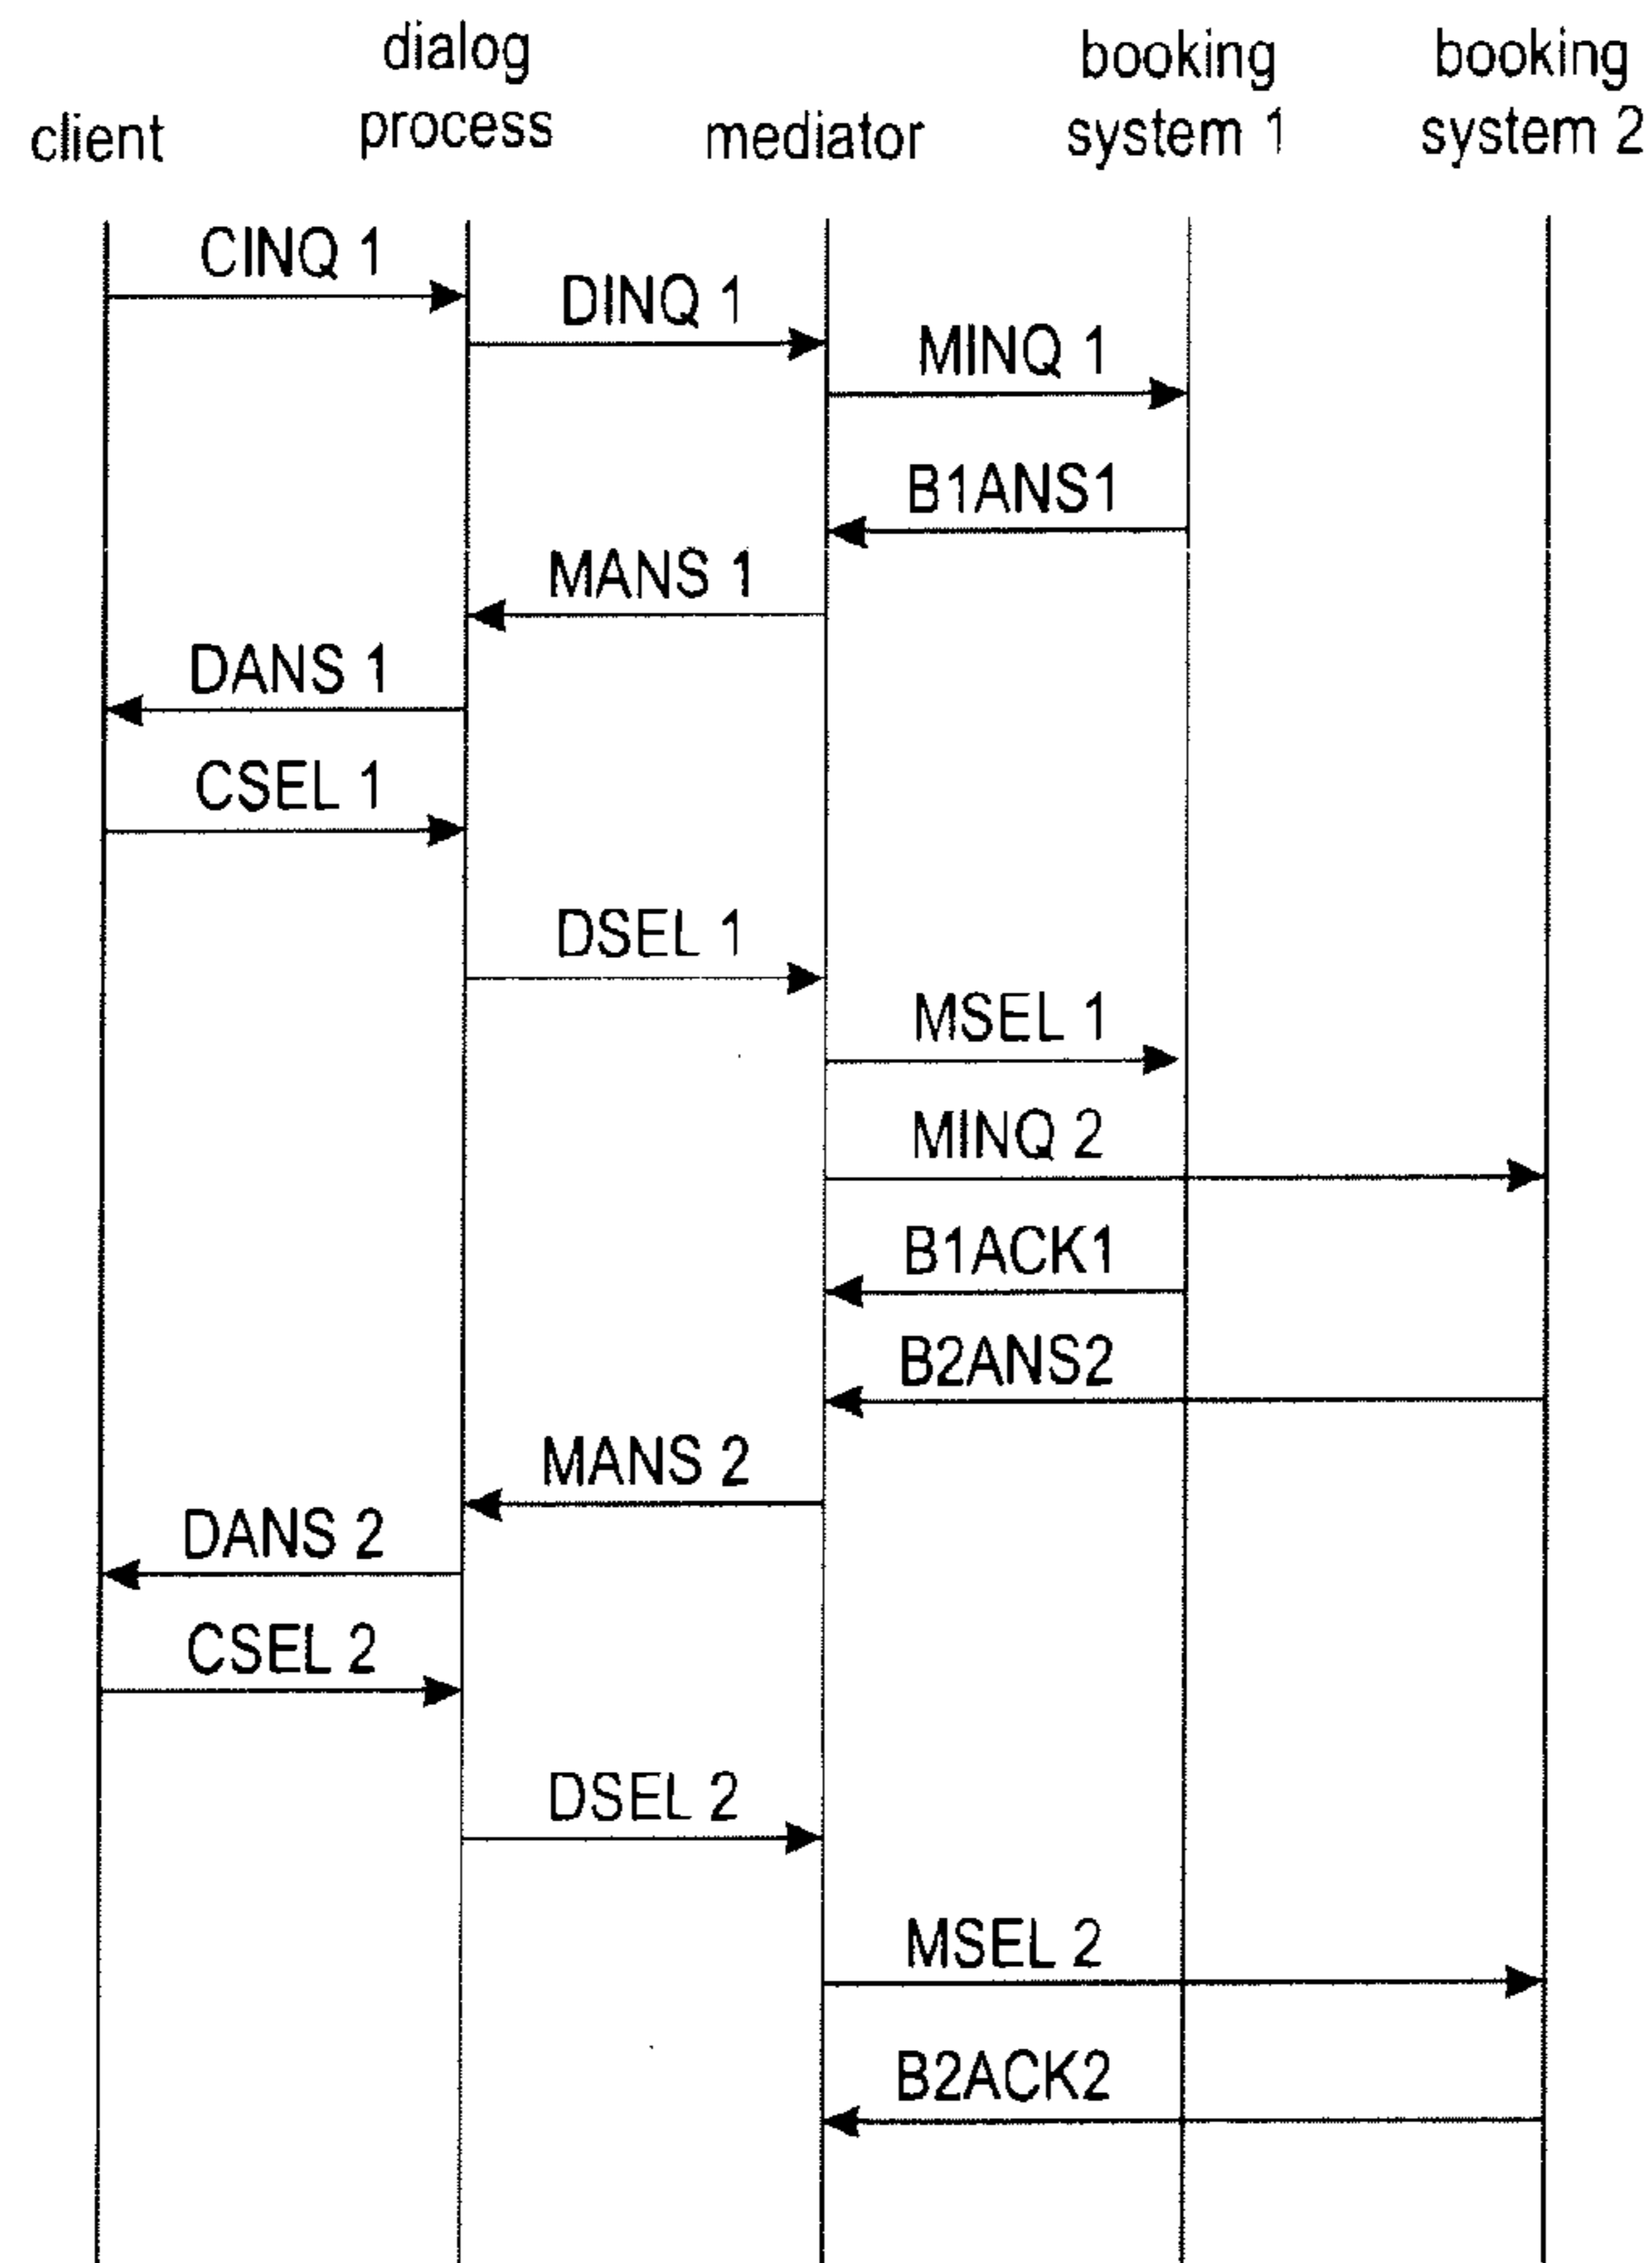 client
dialog
process
mediator
booking
system 1
booking
system 2
CINQ 1
DINQ 1
MINQ 1
B1ANS1
MANS 1
DANS 1
CSEL 1
DSEL 1
MSEL 1
MINQ 2
B1ACK1
B2ANS2
MANS 2
DANS 2
CSEL 2
DSEL 2
MSEL 2
B2ACK2